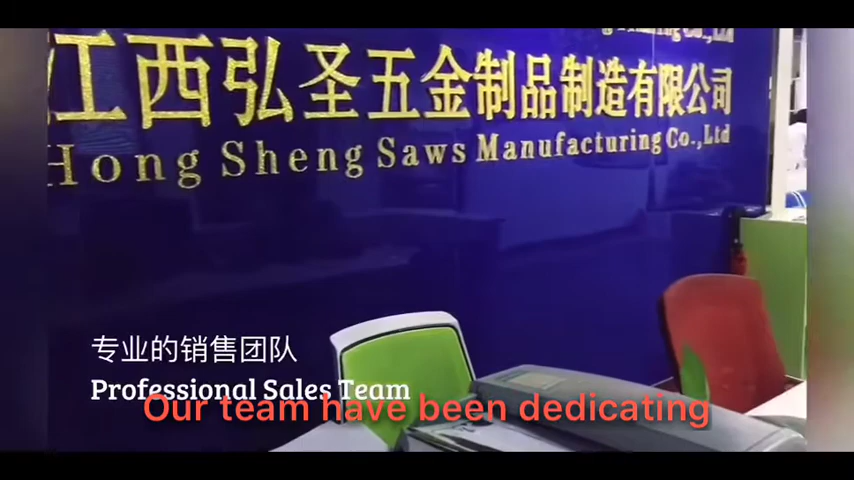 江西弘圣五金制品制造有限公司
Hong Sheng Saws Manufacturing Co.,Ltd
专业的销售团队
Professional Sales Team
Our team have been dedicating